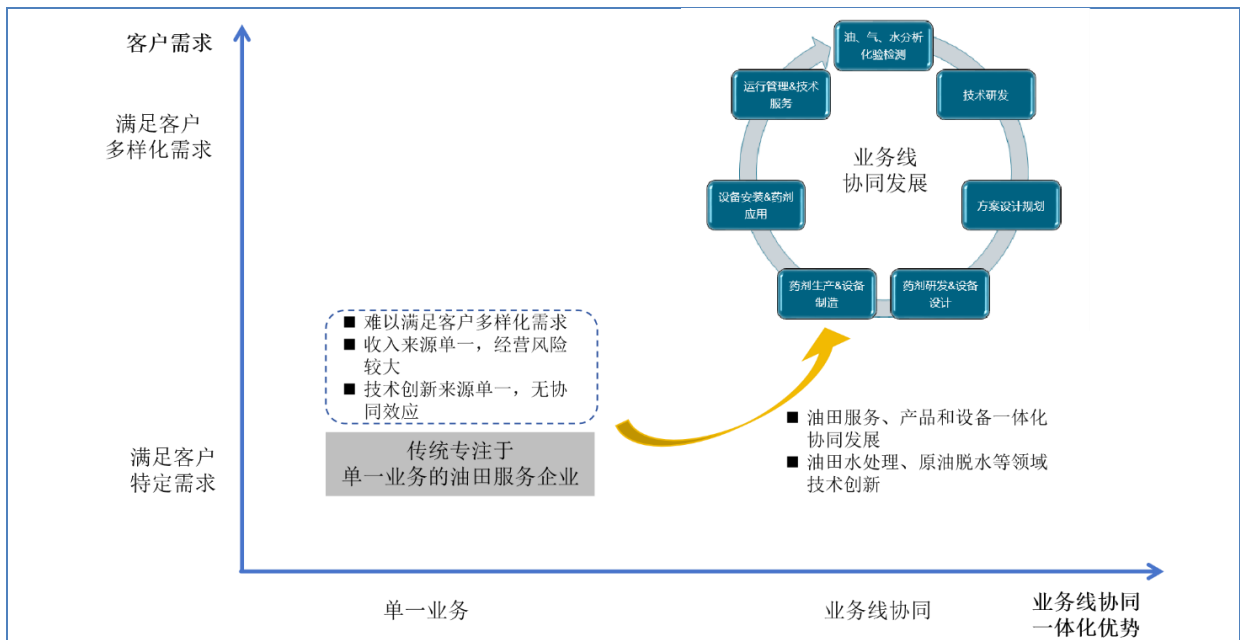 客户需求
满足客户
多样化需求
油、气、水分析
化验检测
运行管理&技术
服务
技术研发
业务线
协同发展
设备安装&药剂
应用
方案设计规划
药剂生产&设备
制造
药剂研发&设备
设计
■ 难以满足客户多样化需求
■ 收入来源单一，经营风险
较大
■ 技术创新来源单一，无协
同效应
传统专注于
单一业务的油田服务企业
■ 油田服务、产品和设备一体化
协同发展
■ 油田水处理、原油脱水等领域
技术创新
满足客户
特定需求
单一业务
业务线协同
业务线协同
一体化优势